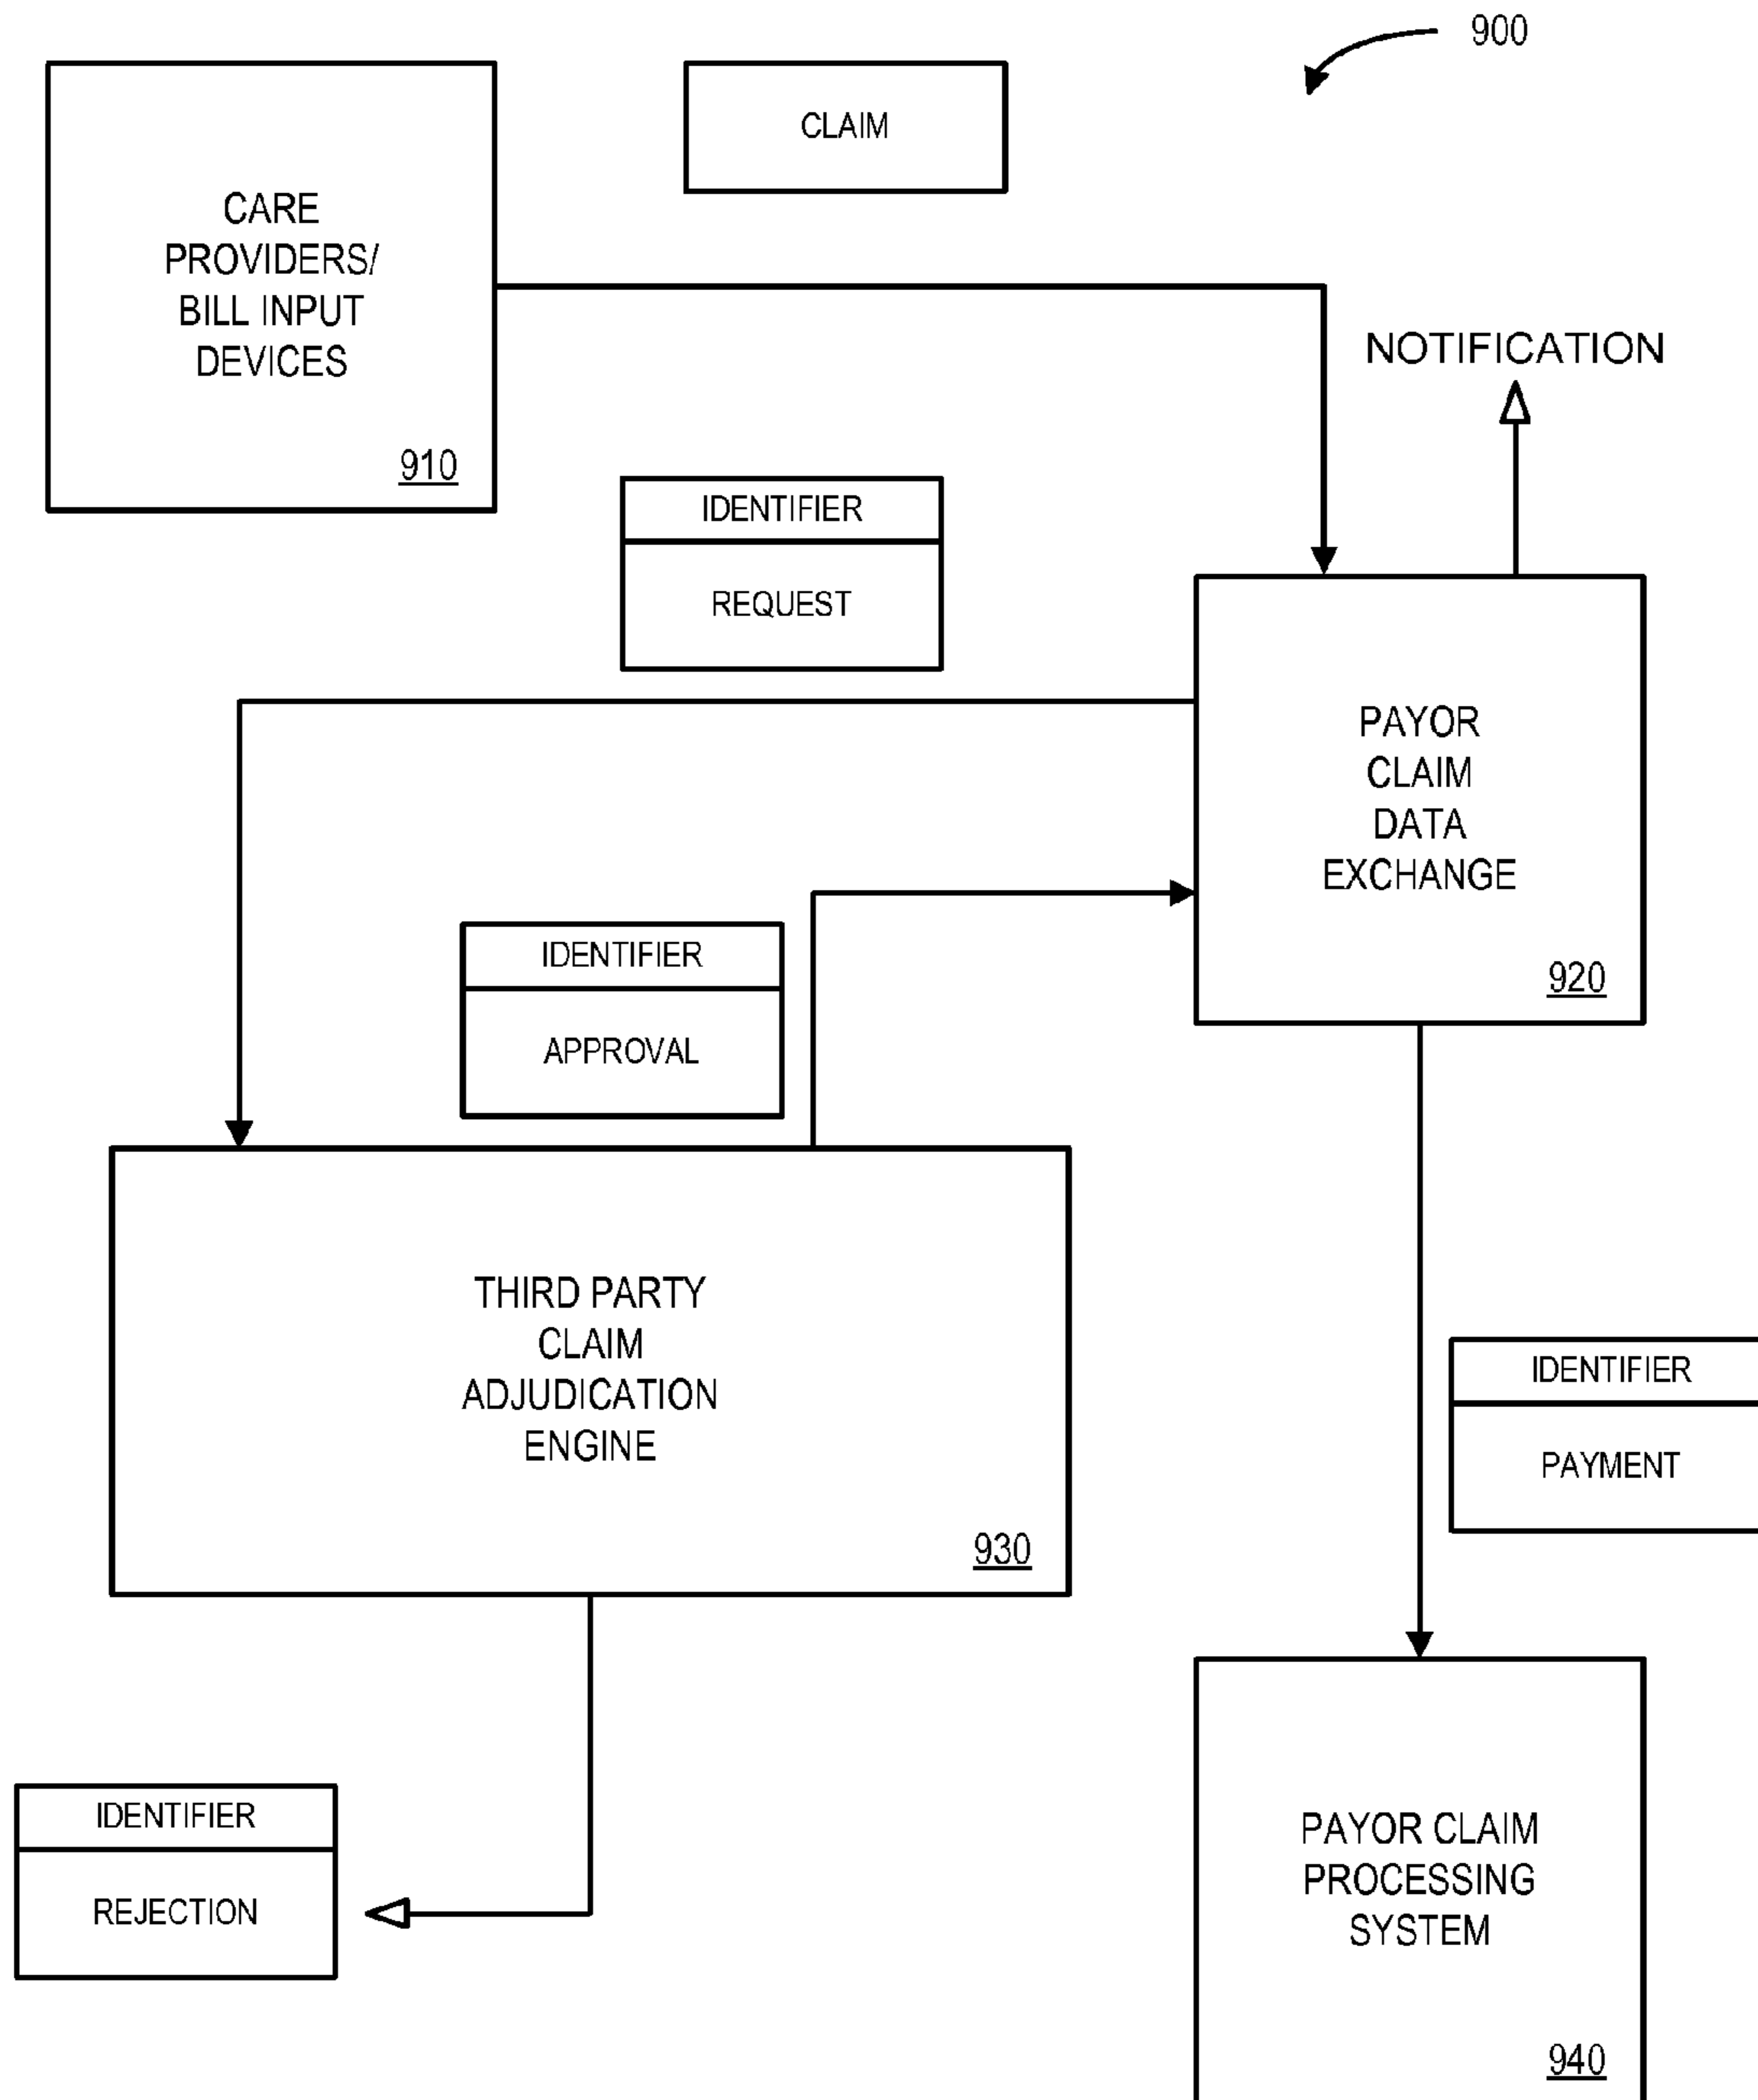 900
CLAIM
CARE
PROVIDERS/
BILL INPUT
DEVICES
910
NOTIFICATION
IDENTIFIER
REQUEST
PAYOR
CLAIM
DATA
EXCHANGE
920
IDENTIFIER
APPROVAL
THIRD PARTY
CLAIM
ADJUDICATION
ENGINE
930
IDENTIFIER
PAYMENT
IDENTIFIER
REJECTION
PAYOR CLAIM
PROCESSING
SYSTEM
940